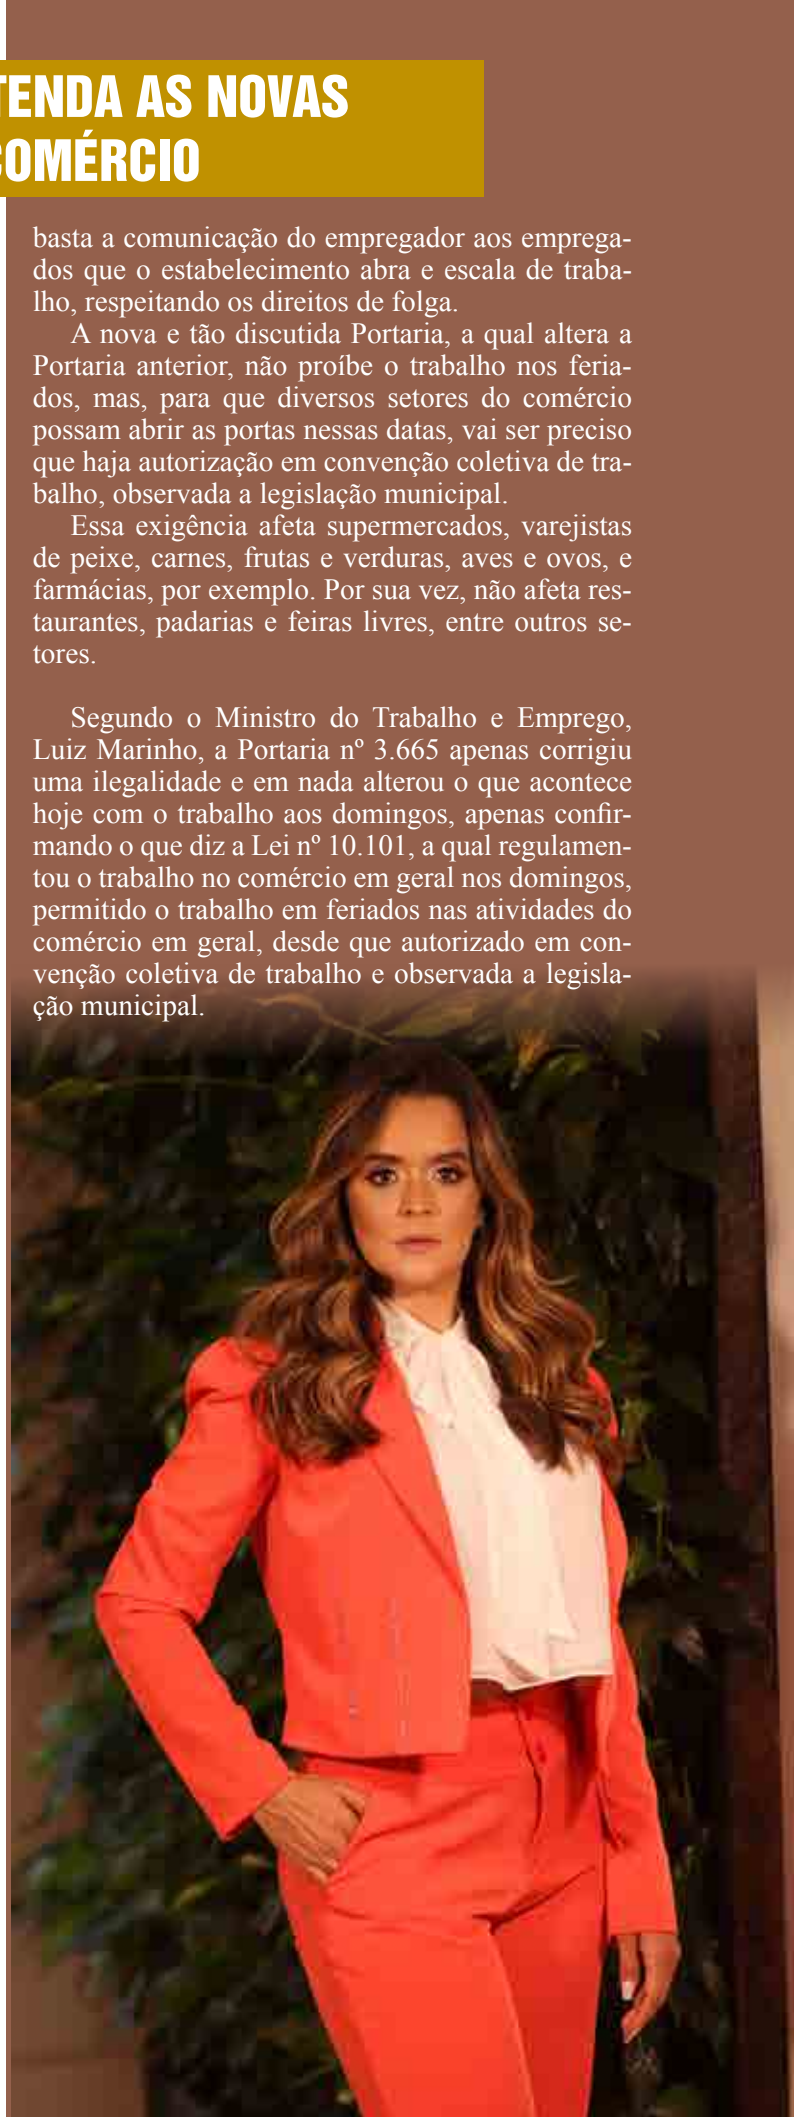 TENDA AS NOVAS
COMÉRCIO
basta a comunicação do empregador aos emprega-
dos que o estabelecimento abra e escala de traba-
lho, respeitando os direitos de folga.
A nova e tão discutida Portaria, a qual altera a
Portaria anterior, não proíbe o trabalho nos feria-
dos, mas, para que diversos setores do comércio
possam abrir as portas nessas datas, vai ser preciso
que haja autorização em convenção coletiva de tra-
balho, observada a legislação municipal.
Essa exigência afeta supermercados, varejistas
de peixe, carnes, frutas e verduras, aves e ovos, e
farmácias, por exemplo. Por sua vez, não afeta res-
taurantes, padarias e feiras livres, entre outros se-
tores.
Segundo o Ministro do Trabalho e Emprego,
Luiz Marinho, a Portaria nº 3.665 apenas corrigiu
uma ilegalidade e em nada alterou o que acontece
hoje com o trabalho aos domingos, apenas confir-
mando o que diz a Lei nº 10.101, a qual regulamen-
tou o trabalho no comércio em geral nos domingos,
permitido o trabalho em feriados nas atividades do
comércio em geral, desde que autorizado em con-
venção coletiva de trabalho e observada a legisla-
ção municipal.